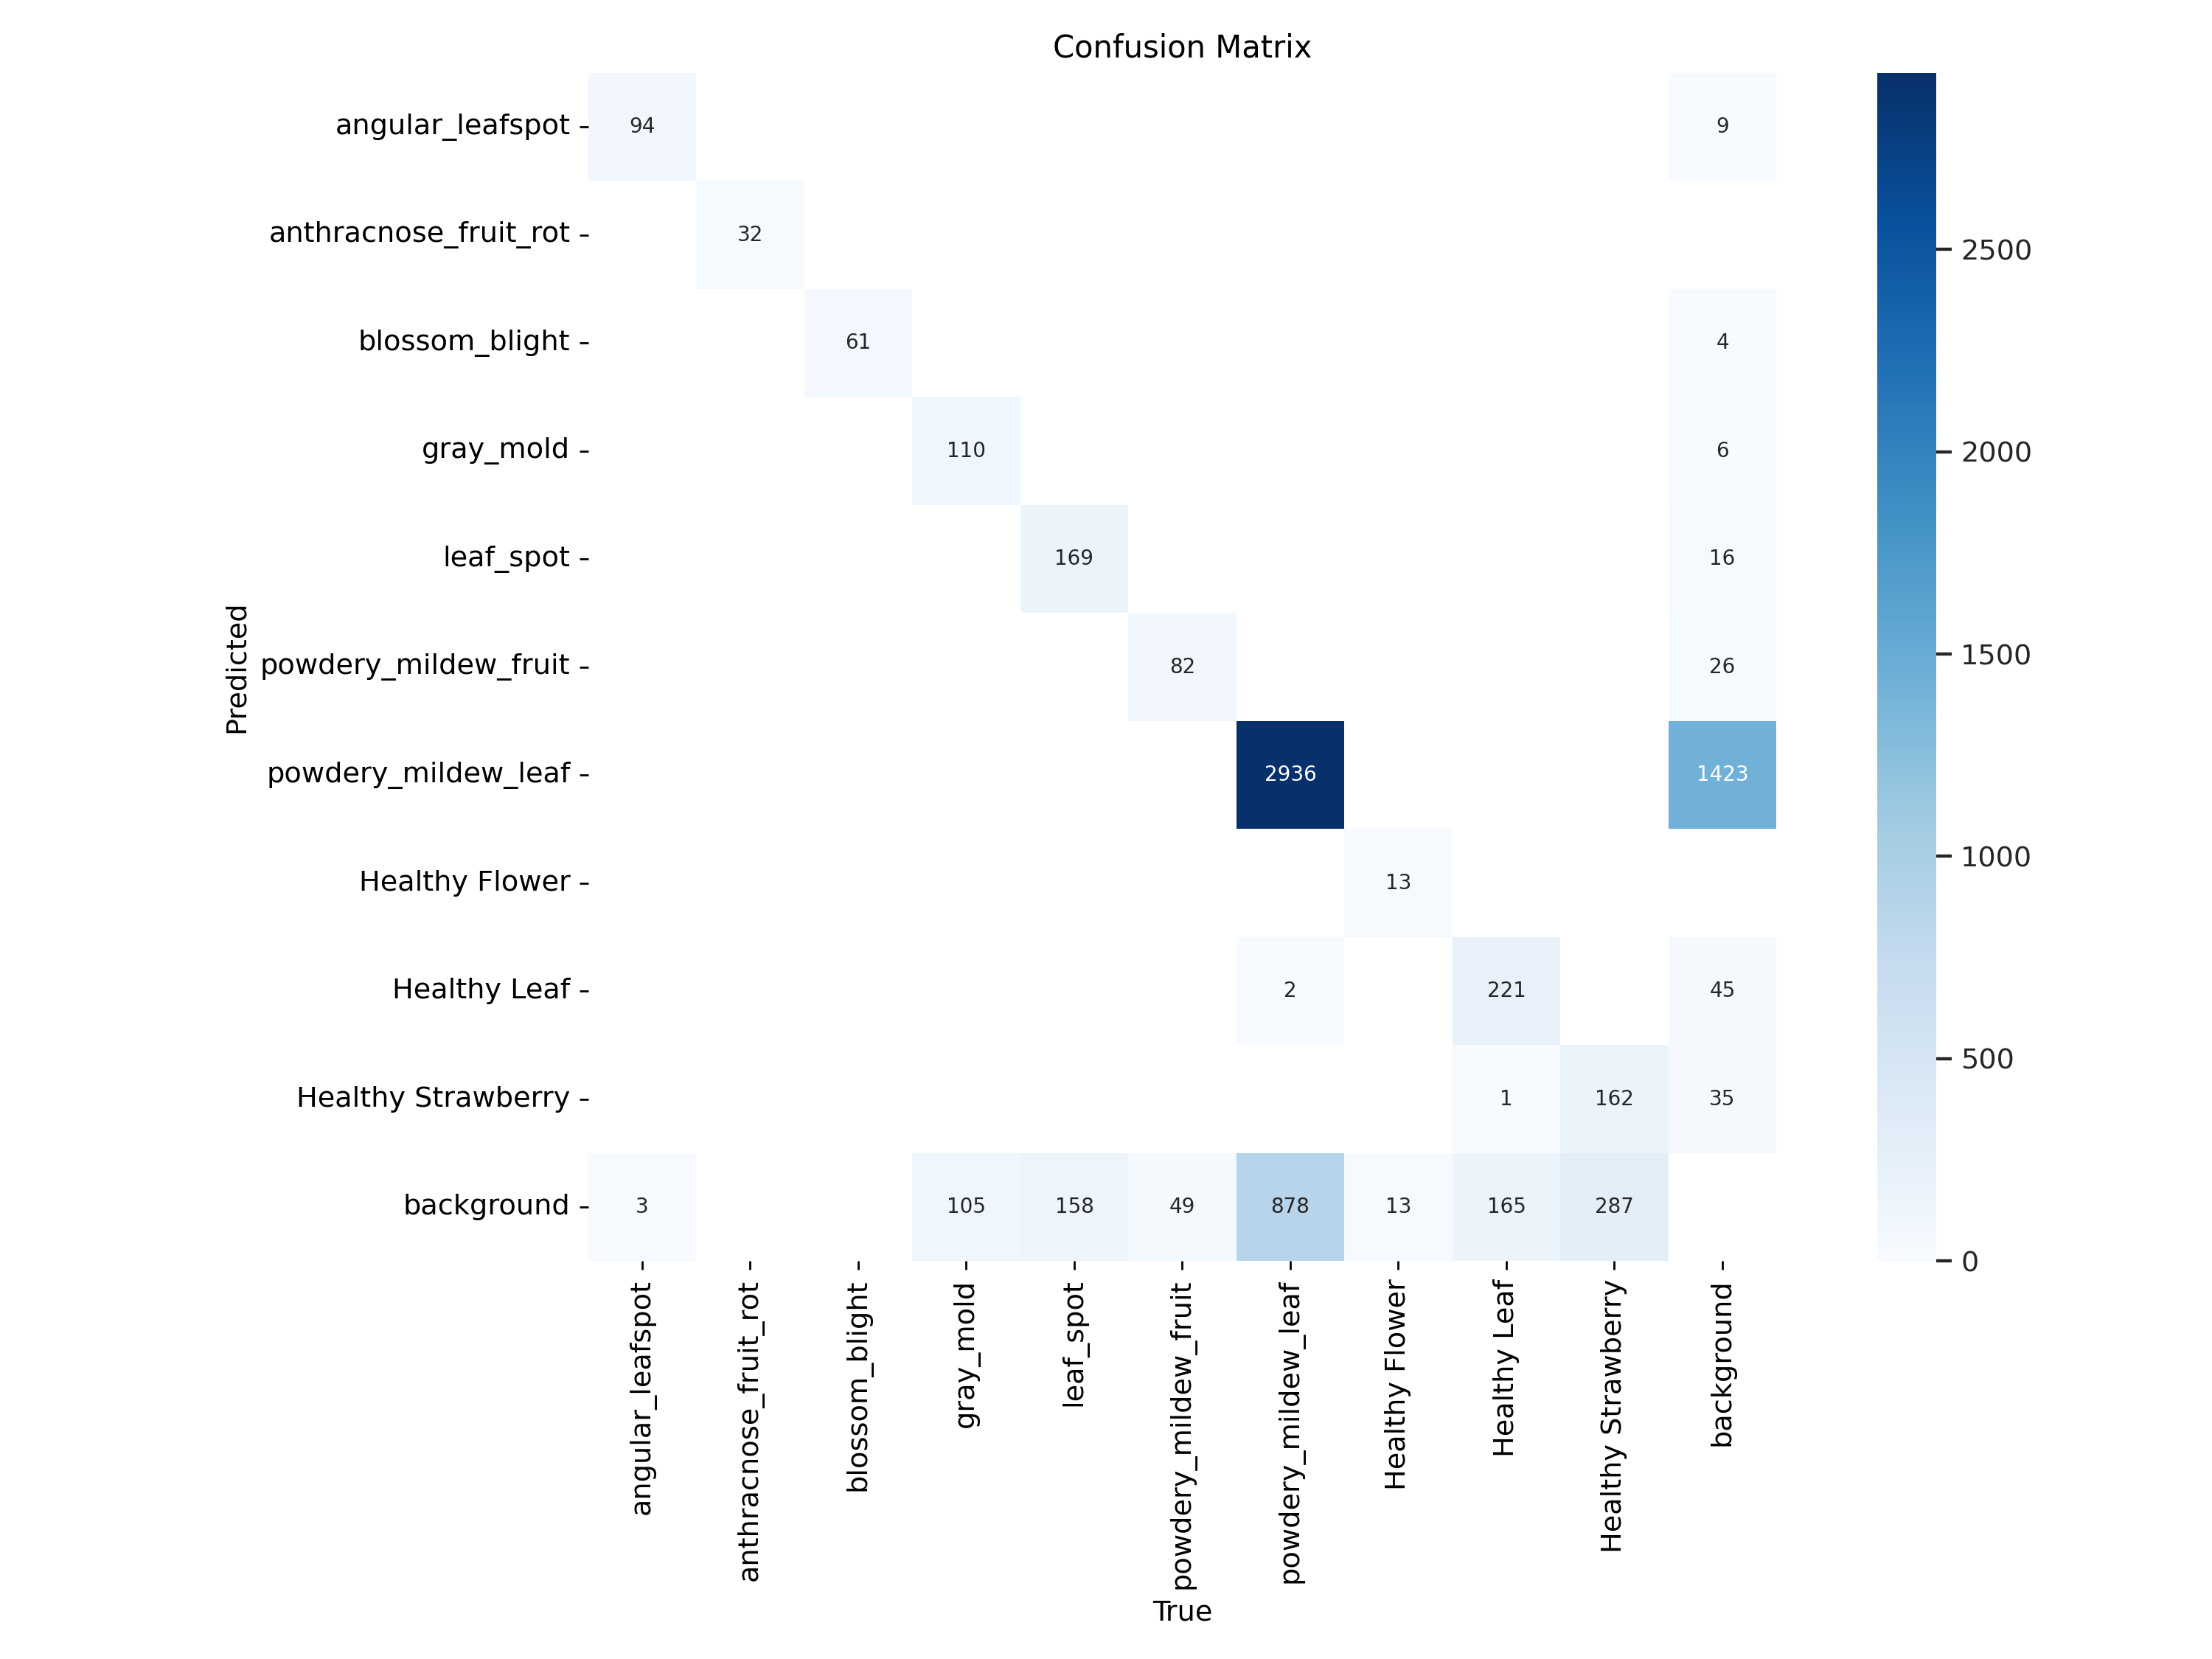 Confusion Matrix
angular_leafspot
94
9
anthracnose_fruit_rot
32
blossom_blight
61
4
gray_mold
110
6
leaf_spot
169
16
powdery_mildew_fruit
82
26
powdery_mildew_leaf
2936
1423
Healthy Flower
13
Healthy Leaf
2
221
45
Healthy Strawberry
1
162
35
background
3
105
158
49
878
13
165
287
Predicted
angular_leafspot
anthracnose_fruit_rot
blossom_blight
gray_mold
leaf_spot
powdery_mildew_fruit
powdery_mildew_leaf
Healthy Flower
Healthy Leaf
Healthy Strawberry
background
True
2500
2000
1500
1000
500
0